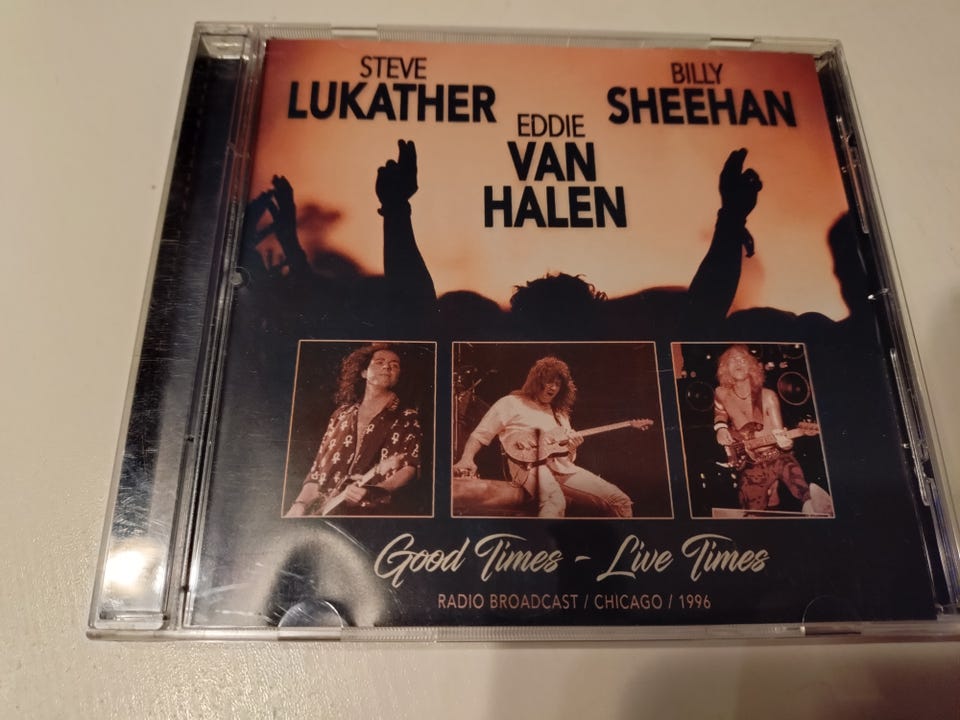 STEVE
LUKATHER
BILLY
SHEEHAN
EDDIE
VAN
HALEN
Good Times - Live Times
RADIO BROADCAST / CHICAGO / 1996